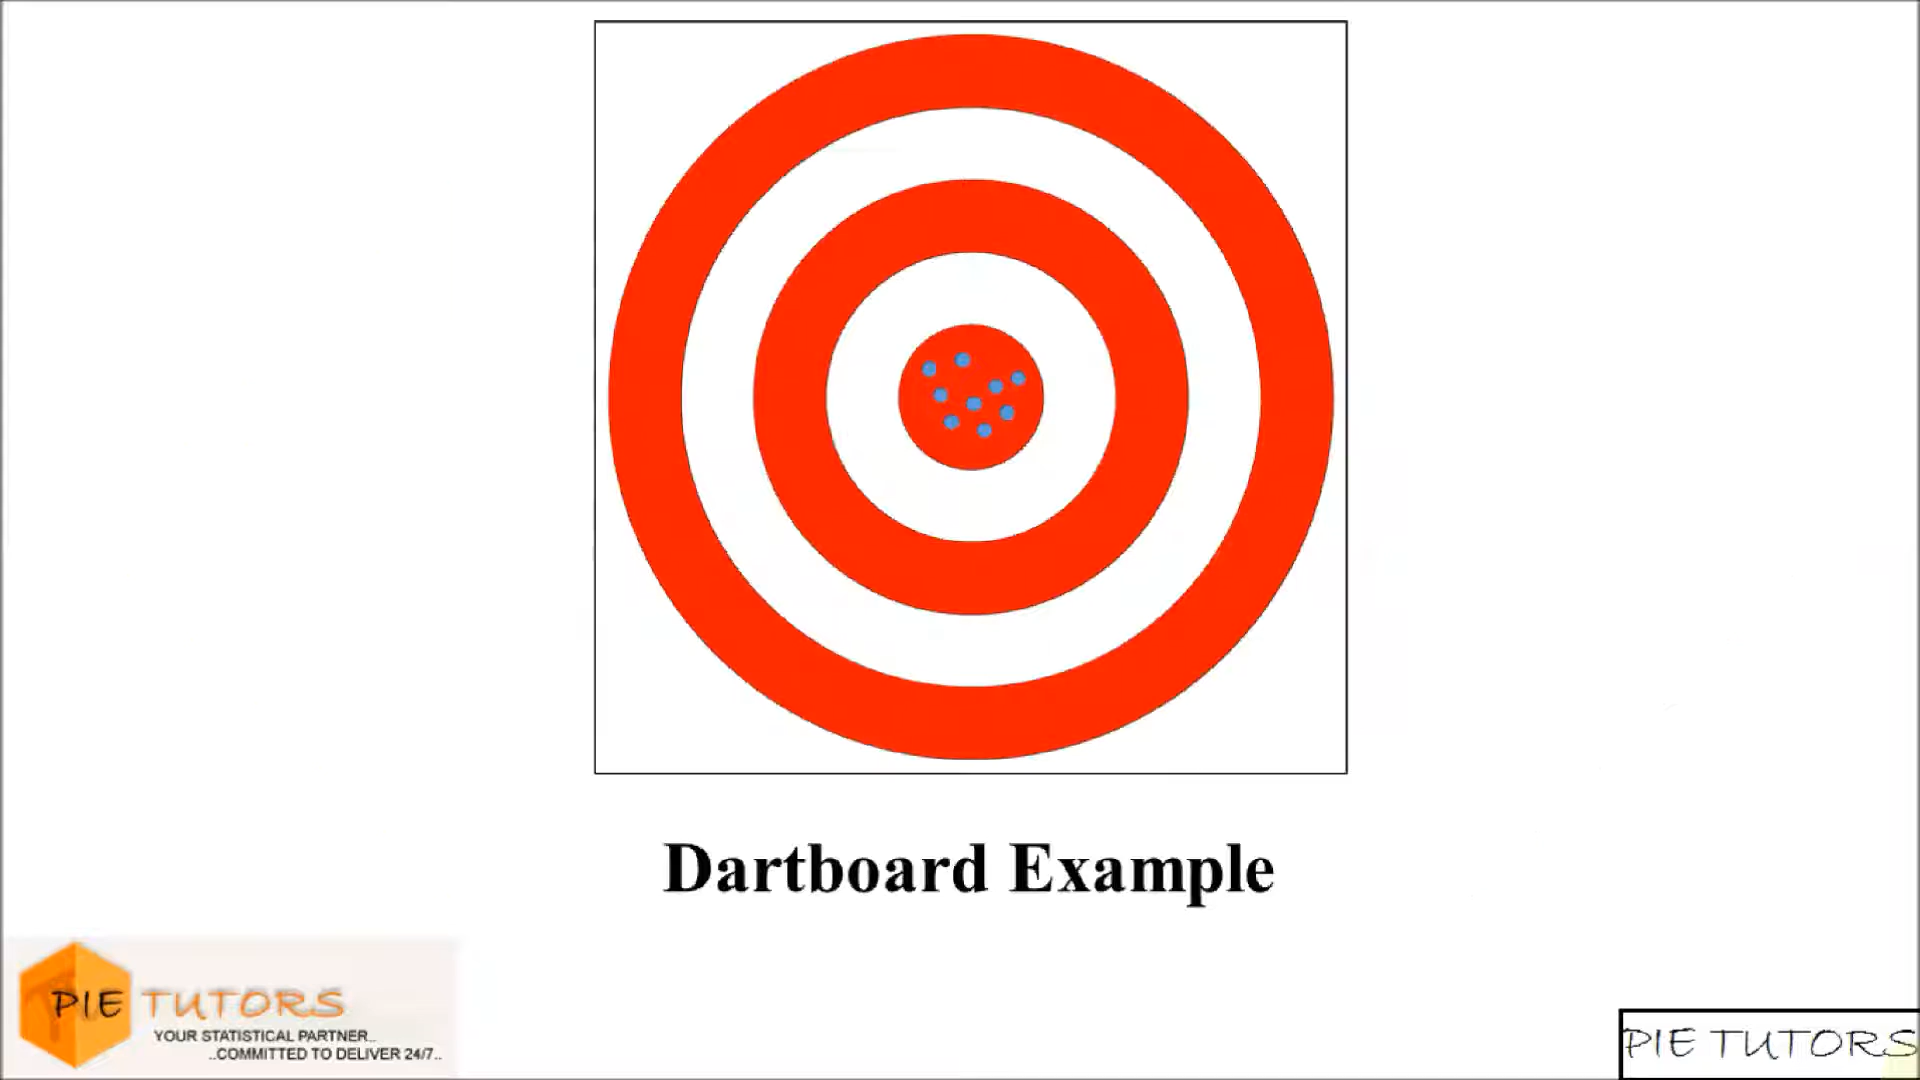 Dartboard Example
PIE TUTORS
YOUR STATISTICAL PARTNER..
..COMMITTED TO DELIVER 24/7..
PIE TUTORS